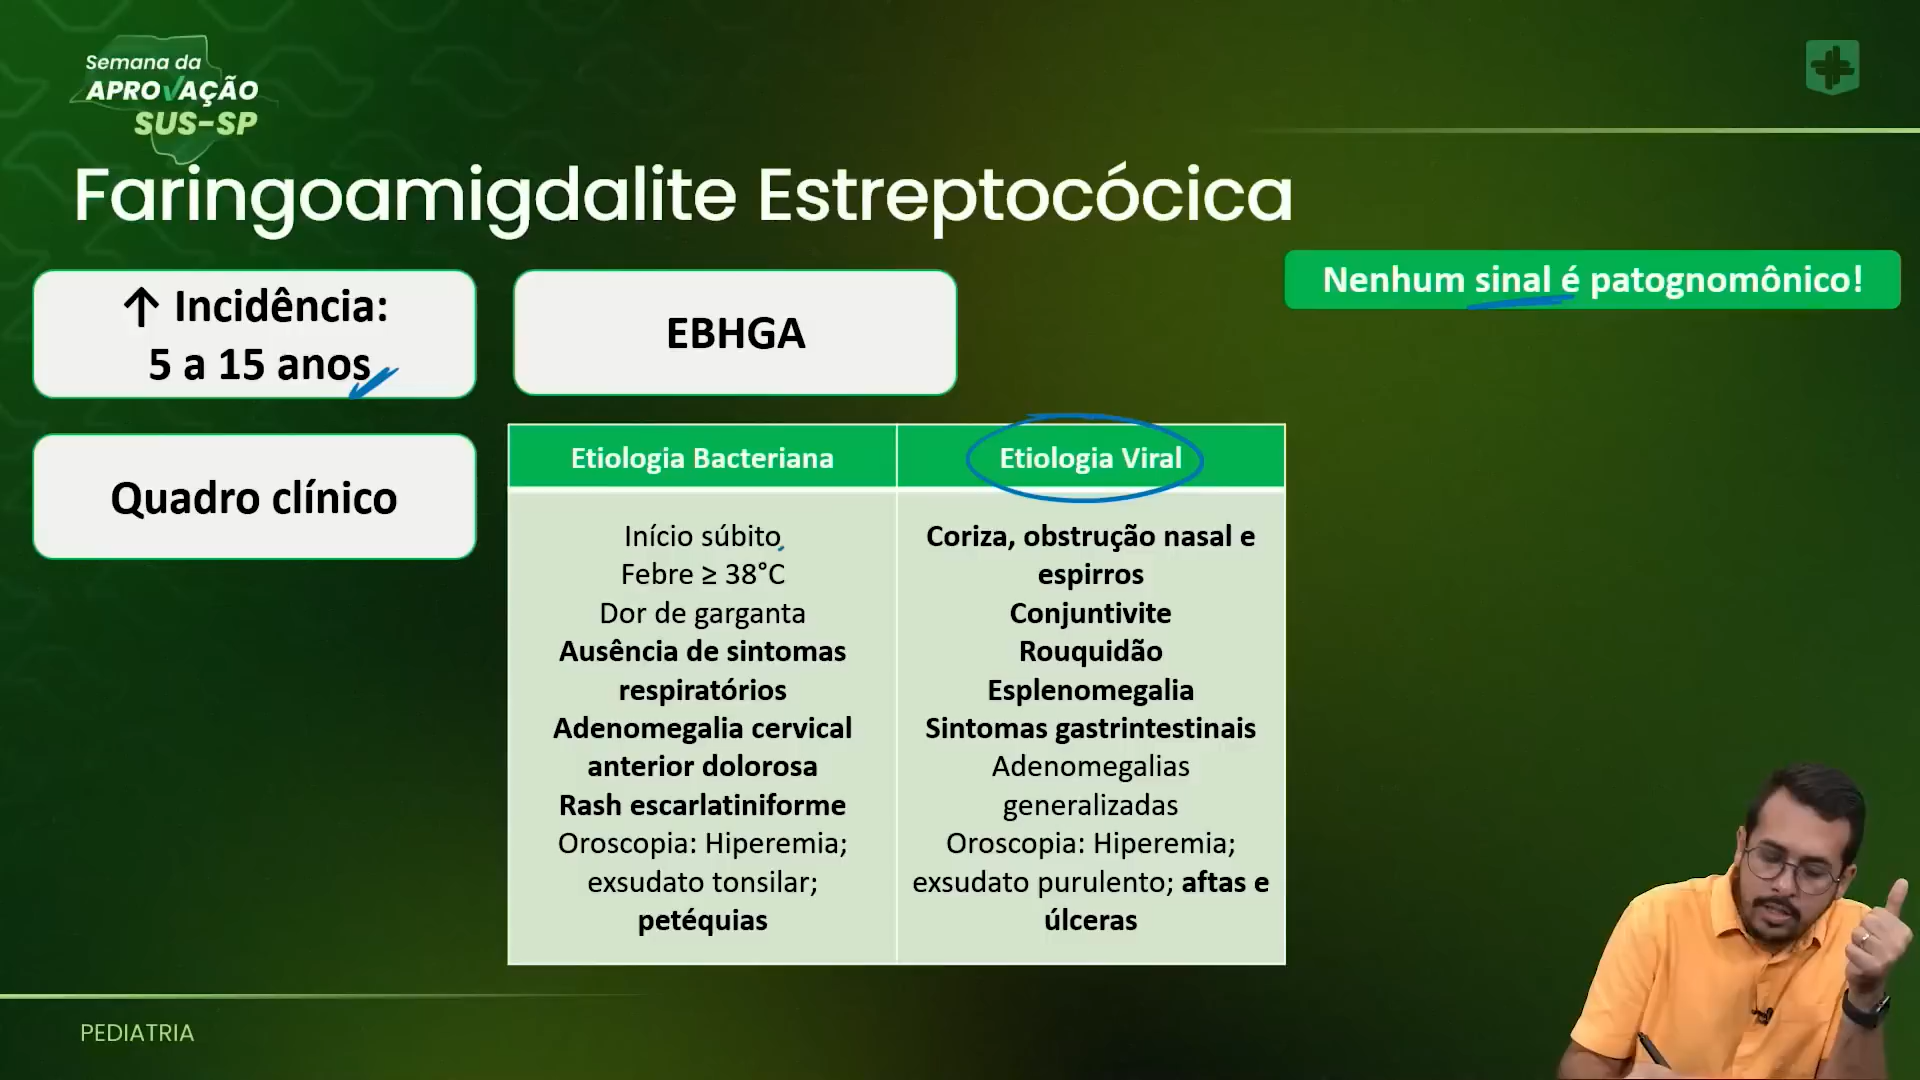 Semana da
APROVAÇÃO
SUS-SP
Faringoamigdalite Estreptocócica
Nenhum sinal é patognomônico!
↑ Incidência:
5 a 15 anos
EBHGA
Quadro clínico
Etiologia Bacteriana
Início súbito
Febre ≥ 38°C
Dor de garganta
Ausência de sintomas
respiratórios
Adenomegalia cervical
anterior dolorosa
Rash escarlatiniforme
Oroscopia: Hiperemia;
exsudato tonsilar;
petéquias
Etiologia Viral
Coriza, obstrução nasal e
espirros
Conjuntivite
Rouquidão
Esplenomegalia
Sintomas gastrintestinais
Adenomegalias
generalizadas
Oroscopia: Hiperemia;
exsudato purulento; aftas e
úlceras
PEDIATRIA